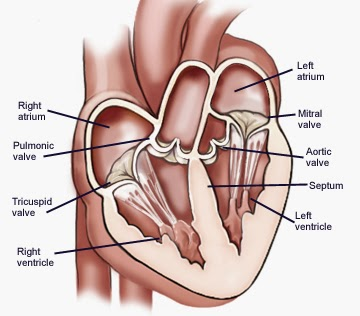 Left
atrium
Right
atrium
Mitral
valve
Pulmonic
valve
Aortic
valve
Septum
Tricuspid
valve
Left
ventricle
Right
ventricle